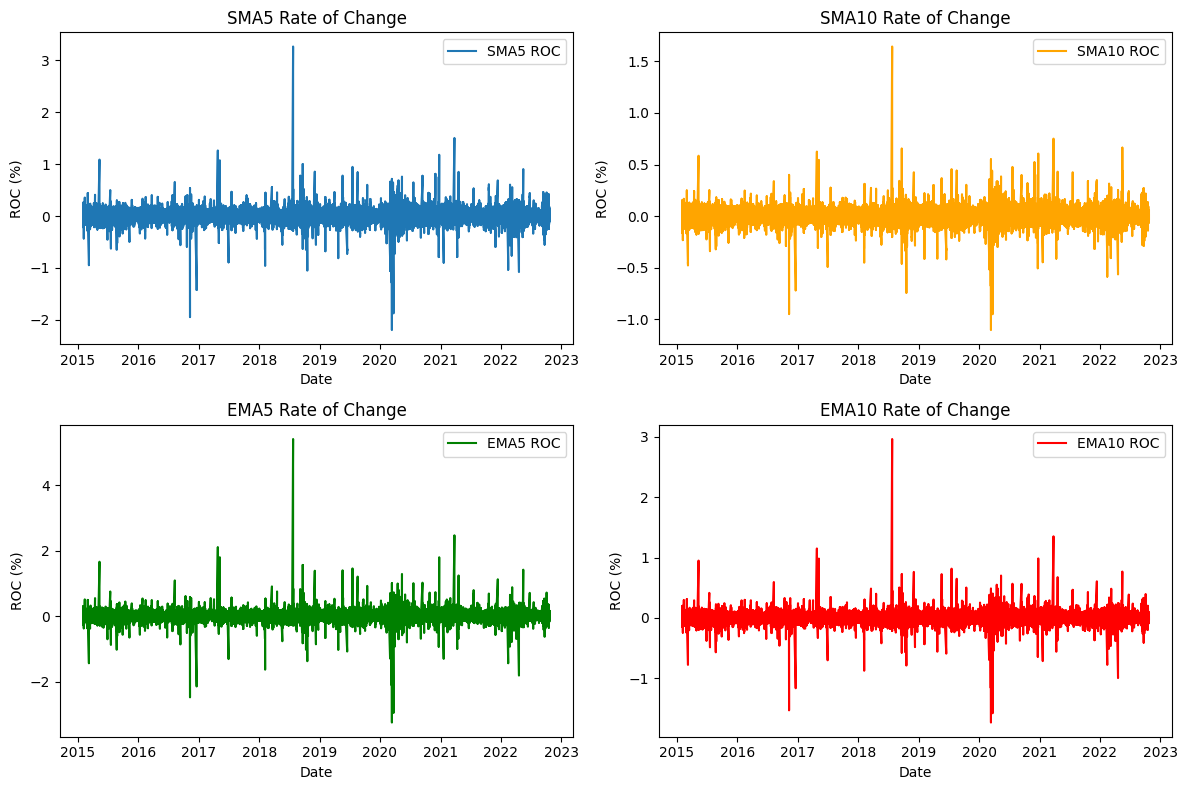 SMA5 Rate of Change
SMA5 ROC
ROC (%)
3
2
1
0
−1
−2
2015 2016 2017 2018 2019 2020 2021 2022 2023
Date
SMA10 Rate of Change
SMA10 ROC
ROC (%)
1.5
1.0
0.5
0.0
−0.5
−1.0
2015 2016 2017 2018 2019 2020 2021 2022 2023
Date
EMA5 Rate of Change
EMA5 ROC
ROC (%)
4
2
0
−2
2015 2016 2017 2018 2019 2020 2021 2022 2023
Date
EMA10 Rate of Change
EMA10 ROC
ROC (%)
3
2
1
0
−1
2015 2016 2017 2018 2019 2020 2021 2022 2023
Date